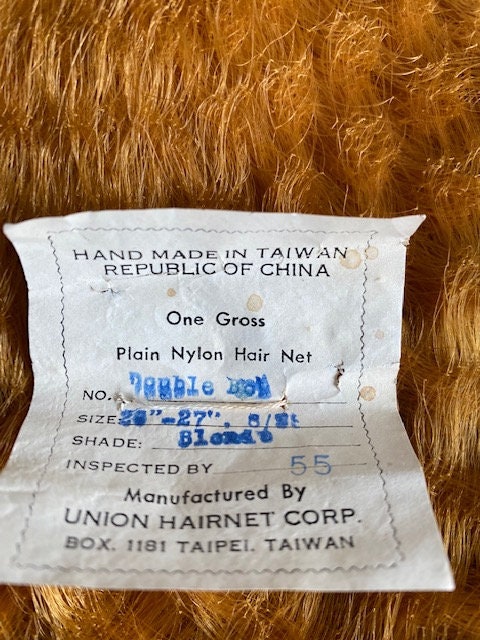 HAND MADE IN TAIWAN
REPUBLIC OF CHINA
One Gross
Plain Nylon Hair Net
NO. Double
SIZE -27",
SHADE: Blonde
INSPECTED BY 55
Manufactured By
UNION HAIRNET CORP.
BOX. 1181 TAIPEI. TAIWAN